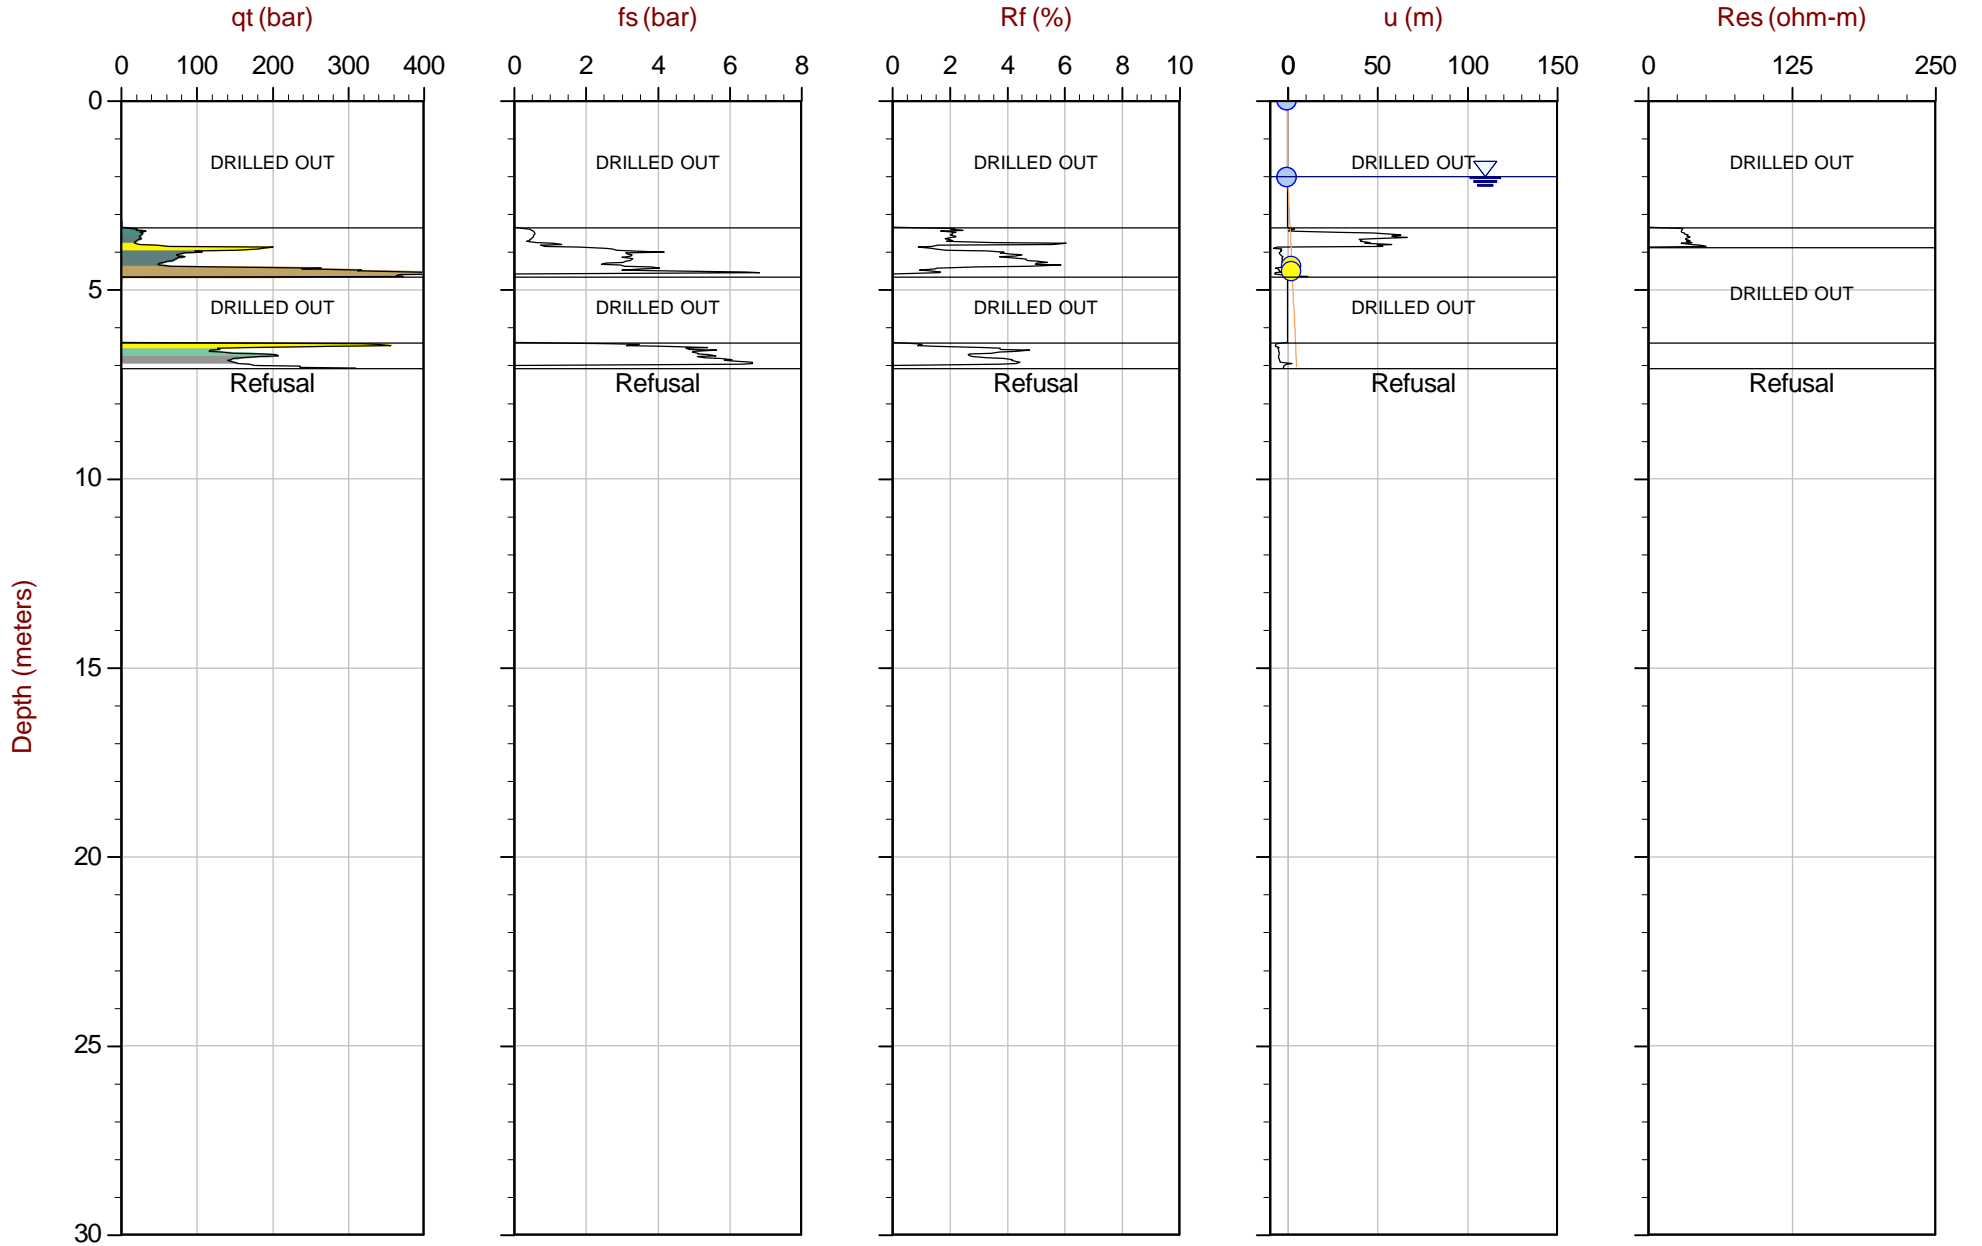 qt (bar)
fs (bar)
Rf (%)
u (m)
Res (ohm-m)
0 100 200 300 400
0 2 4 6 8
0 2 4 6 8 10
0 50 100 150
0 125 250
0
DRILLED OUT
DRILLED OUT
DRILLED OUT
DRILLED OUT
DRILLED OUT
5
DRILLED OUT
DRILLED OUT
DRILLED OUT
DRILLED OUT
DRILLED OUT
Refusal
Refusal
Refusal
Refusal
Refusal
10
15
20
25
30
Depth (meters)